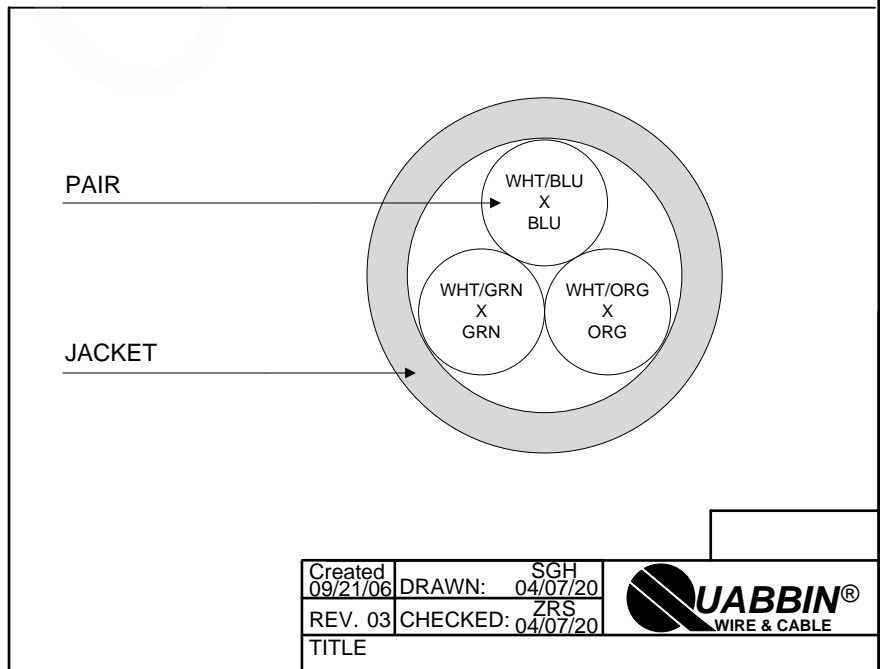 PAIR
WHT/BLU
X
BLU
WHT/GRN
X
GRN
WHT/ORG
X
ORG
JACKET
Created
09/21/06
DRAWN:
SGH
04/07/20
REV. 03
CHECKED:
ZRS
04/07/20
TITLE
QUABBIN®
WIRE & CABLE